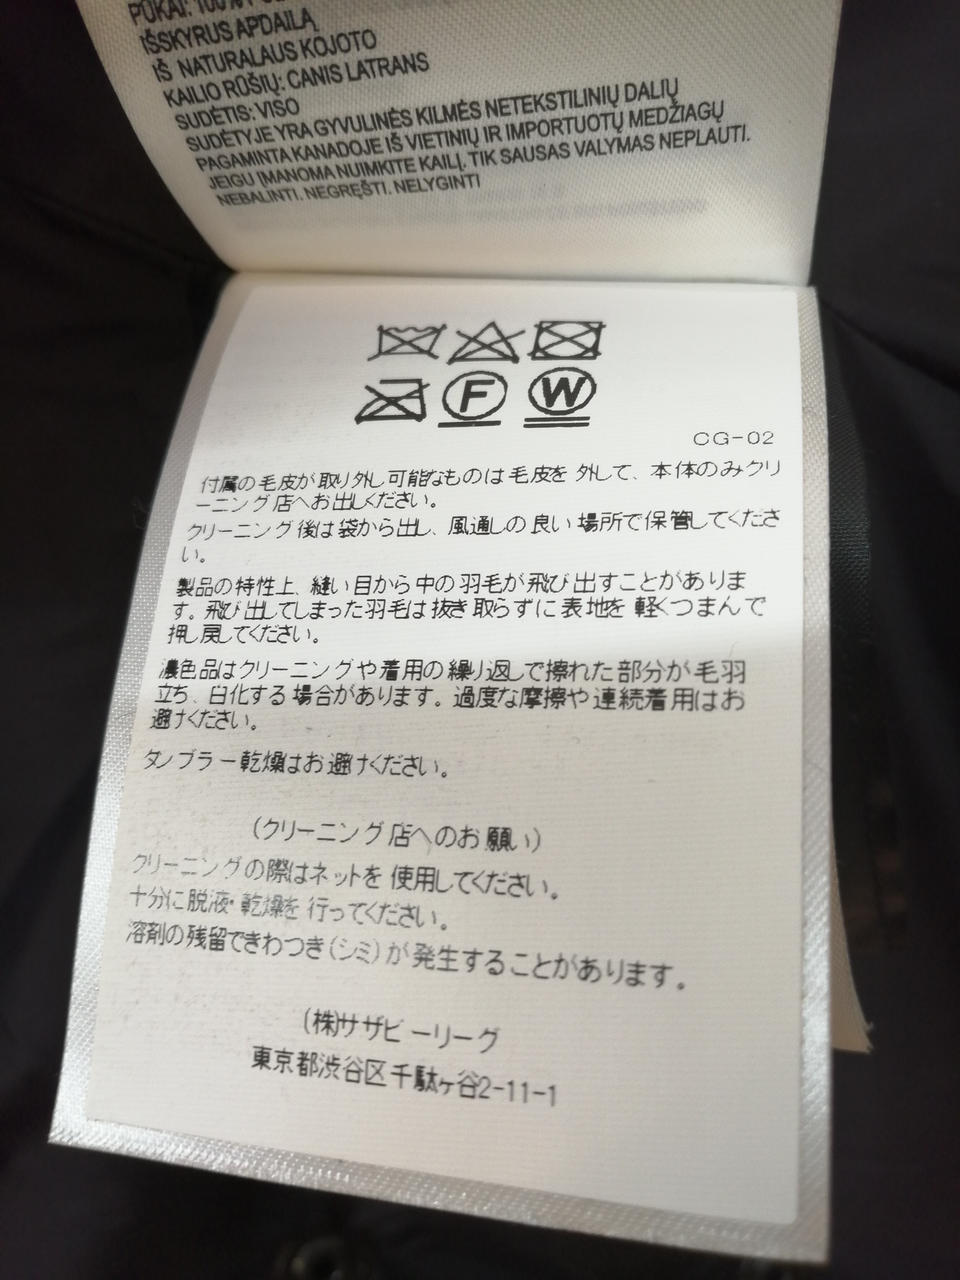 PŪKAI: 100%
IŠSKYRUS APDAILĄ
IŠ NATURALAUS KOJOTO
KAILIO RŪŠIŲ: CANIS LATRANS
SUDĖTIS: VISO
SUDĖTYJE YRA GYVULINĖS KILMĖS NETEKSTILINIŲ DALIŲ
PAGAMINTA KANADOJE IŠ VIETINIŲ IR IMPORTUOTŲ MEDŽIAGŲ
JEIGU ĮMANOMA NUIMKITE KAILĮ. TIK SAUSAS VALYMAS NEPLAUTI.
NEBALINTI. NEGRĘŠTI. NELYGINTI
F W
CG-02
付属の毛皮が取り外し可能なものは毛皮を外して、本体のみクリ
ーニング店へお出しください。
クリーニング後は袋から出し、風通しの良い場所で保管してくださ
い。
製品の特性上、縫い目から中の羽毛が飛び出すことがありま
す。飛び出してしまった羽毛は抜き取らずに表地を軽くつまんで
押し戻してください。
濃色品はクリーニングや着用の繰り返しで擦れた部分が毛羽
立ち、白化する場合があります。過度な摩擦や連続着用はお
避けください。
タンブラー乾燥はお避けください。
(クリーニング店へのお願い)
クリーニングの際はネットを使用してください。
十分に脱液・乾燥を行ってください。
溶剤の残留できわつき(シミ)が発生することがあります。
(株)サザビーリーグ
東京都渋谷区千駄ヶ谷2-11-1